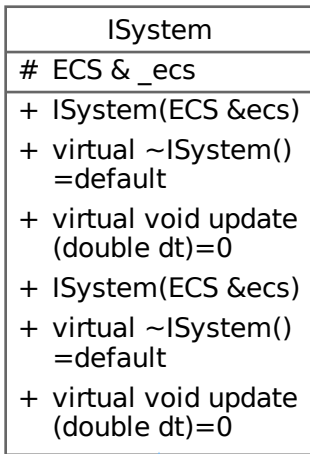 ISystem
# ECS & _ecs
+ ISystem(ECS &ecs)
+ virtual ~ISystem()
=default
+ virtual void update
(double dt)=0
+ ISystem(ECS &ecs)
+ virtual ~ISystem()
=default
+ virtual void update
(double dt)=0